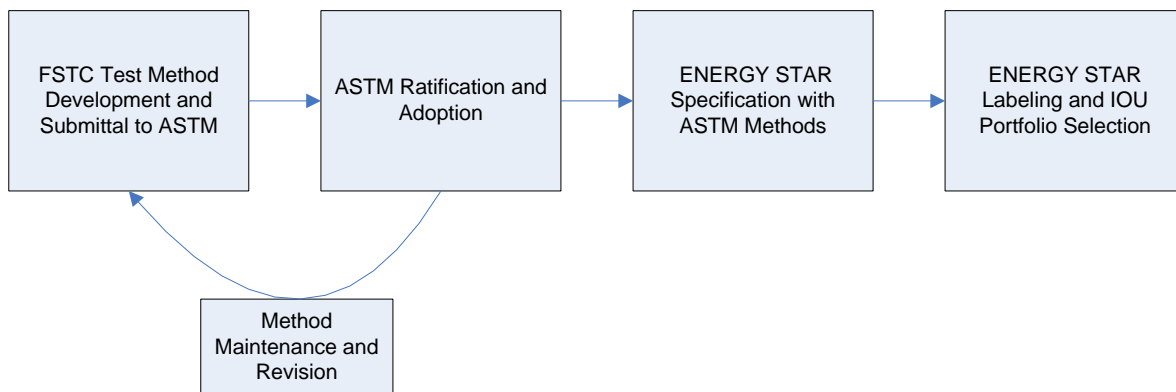 FSTC Test Method
Development and
Submittal to ASTM
ASTM Ratification and
Adoption
ENERGY STAR
Specification with
ASTM Methods
ENERGY STAR
Labeling and IOU
Portfolio Selection
Method
Maintenance and
Revision